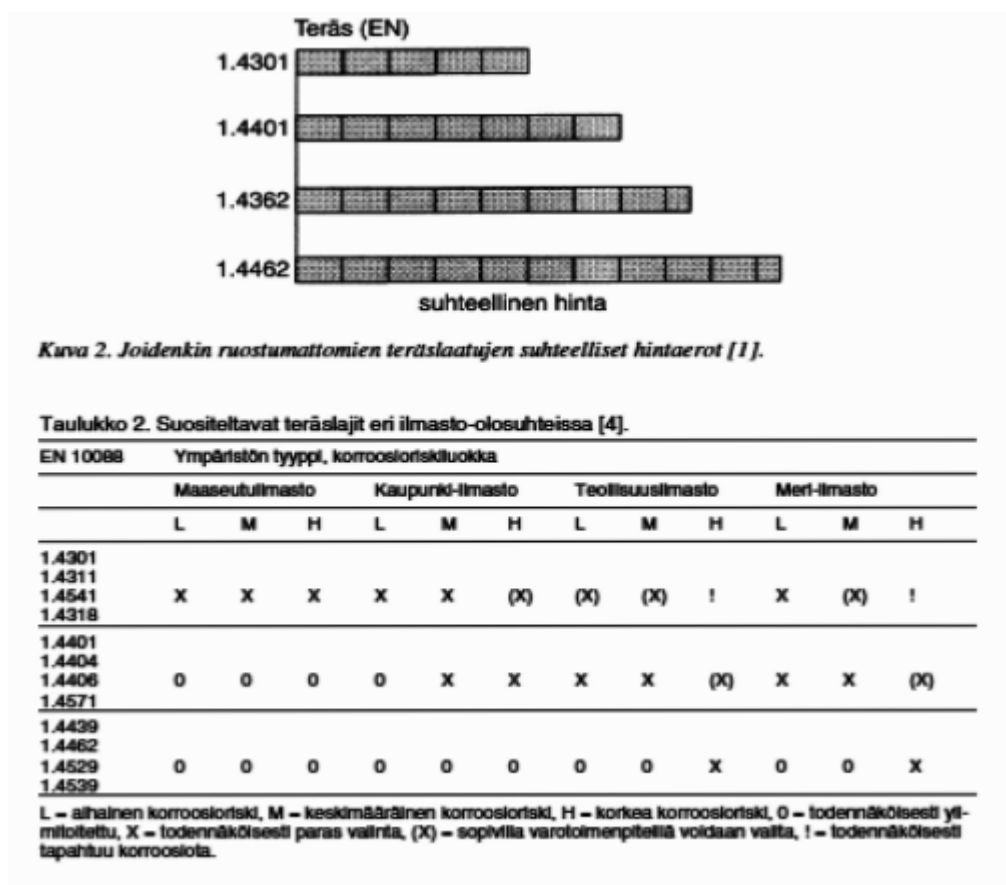 Teräs (EN)
1.4301
1.4401
1.4362
1.4462
suhteellinen hinta
Kuva 2. Joidenkin ruostumattomien teräslaatujen suhteelliset hintaerot [1].
Taulukko 2. Suositeltavat teräslajit eri ilmasto-olosuhteissa [4].
EN 10088 Ympäristön tyyppi, korroosioriskiluokka
Maaseutuilmasto Kaupunki-ilmasto Teollisuusilmasto Meri-ilmasto
L M H L M H L M H L M H
1.4301
1.4311
1.4541 X X X X X (X) (X) (X) ! X (X) !
1.4318
1.4401
1.4404
1.4406 0 0 0 0 X X X X (X) X X (X)
1.4571
1.4439
1.4462
1.4529 0 0 0 0 0 0 0 0 X 0 0 X
1.4539
L – alhainen korroosioriski, M – keskimääräinen korroosioriski, H – korkea korroosioriski, 0 – todennäköisesti yli-
mitoitettu, X – todennäköisesti paras valinta, (X) – sopivilla varotoimenpiteillä voidaan valita, ! – todennäköisesti
tapahtuu korroosiota.